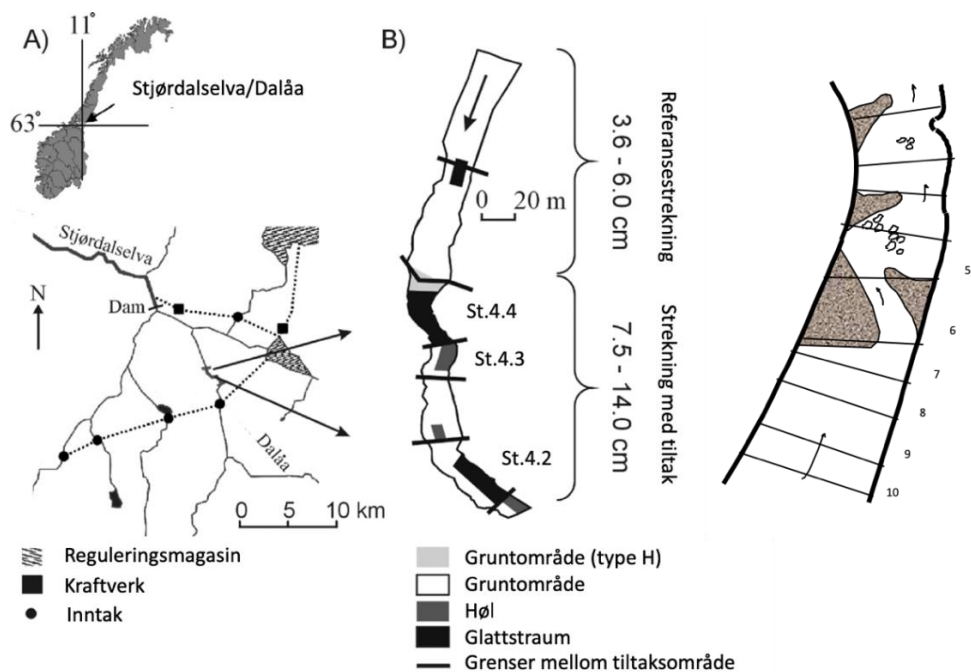 A)
11°
Stjørdalselva/Dalåa
63°
Stjørdalselva
N
Dam
Dalåa
0 5 10 km
Reguleringsmagasin
Kraftverk
Inntak
B)
0 20 m
St.4.4
St.4.3
St.4.2
Referansestrekning
3.6 - 6.0 cm
Strekning med tiltak
7.5 - 14.0 cm
Gruntområde (type H)
Gruntområde
Høl
Glattstraum
Grenser mellom tiltaksområde
5
6
7
8
9
10